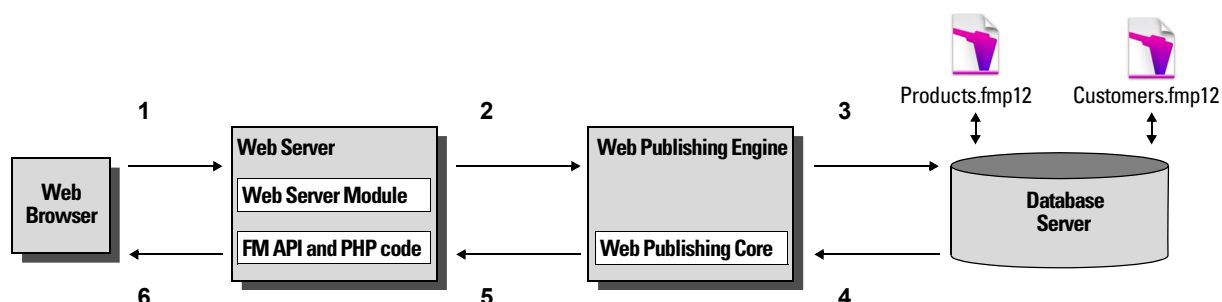 Products.fmp12
Customers.fmp12
1
2
3
Web Server
Web Publishing Engine
Web
Browser
Web Server Module
Database
Server
FM API and PHP code
Web Publishing Core
6
5
4